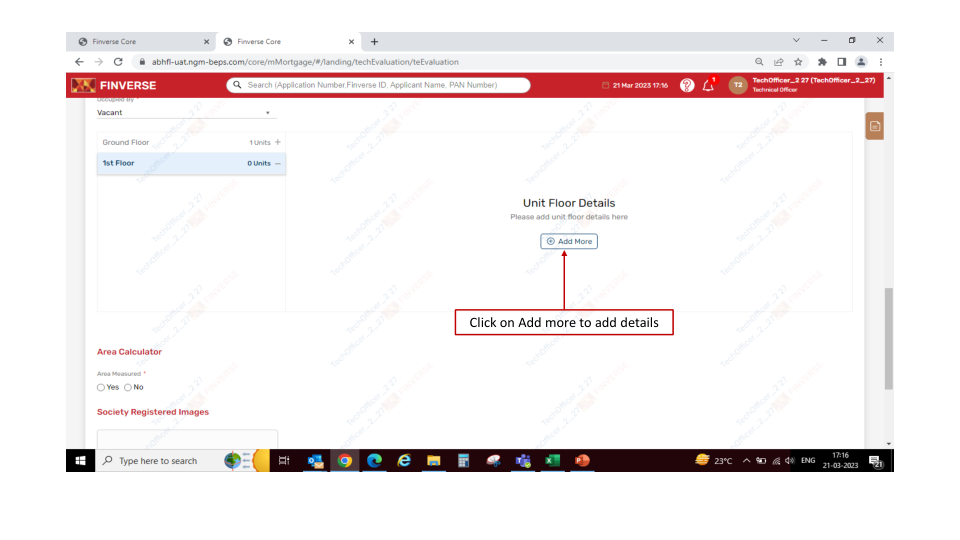 Finverse Core
Finverse Core
abhfl-uat.ngm-beps.com/core/mMortgage/#/landing/techEvaluation/teEvaluation
FINVERSE
Search (Application Number,Finverse ID, Applicant Name, PAN Number)
21 Mar 2023 17:16
T2
TechOfficer_2 27 (TechOfficer_2_27)
Technical Officer
Occupied By *
Vacant
Ground Floor 1 Units +
1st Floor 0 Units −
Unit Floor Details
Please add unit floor details here
Add More
Click on Add more to add details
Area Calculator
Area Measured *
Yes No
Society Registered Images
Type here to search
23°C
ENG
17:16
21-03-2023
21